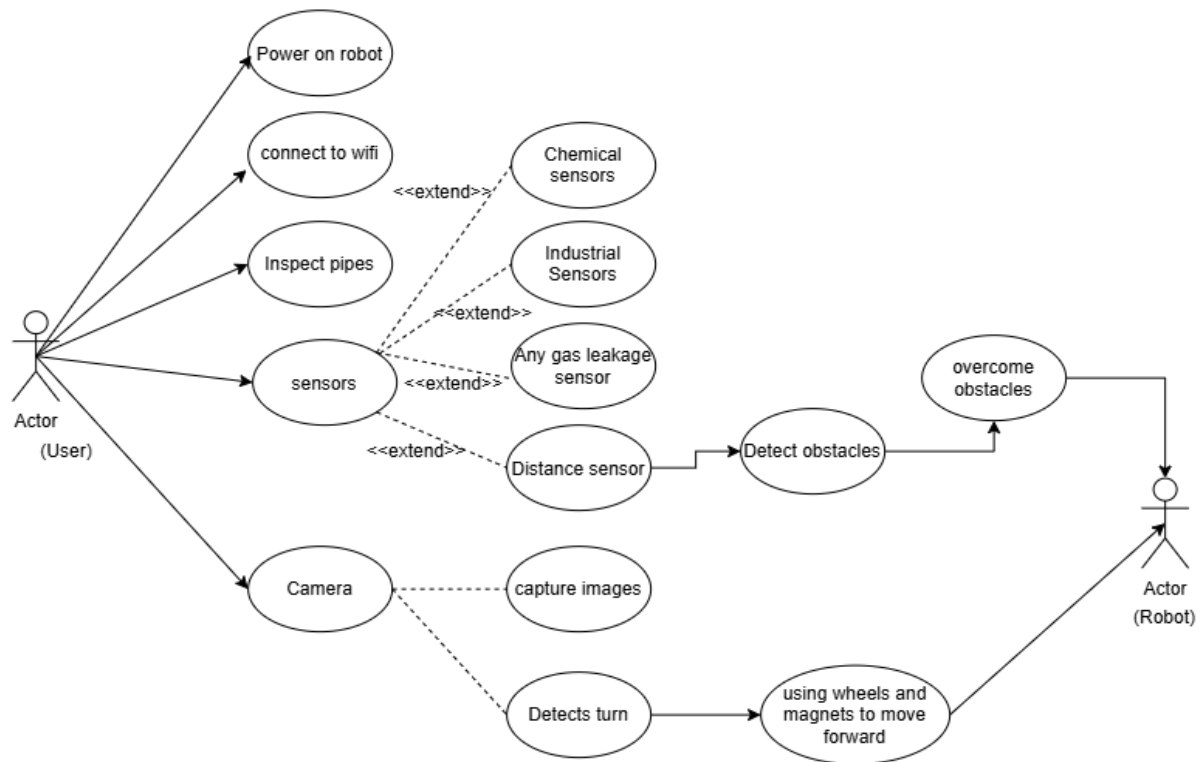 Power on robot
connect to wifi
Chemical
sensors
<<extend>>
Inspect pipes
Industrial
Sensors
<<extend>>
sensors
Any gas leakage
sensor
<<extend>>
overcome
obstacles
Actor
(User)
<<extend>>
Distance sensor
Detect obstacles
Camera
capture images
Actor
(Robot)
Detects turn
using wheels and
magnets to move
forward